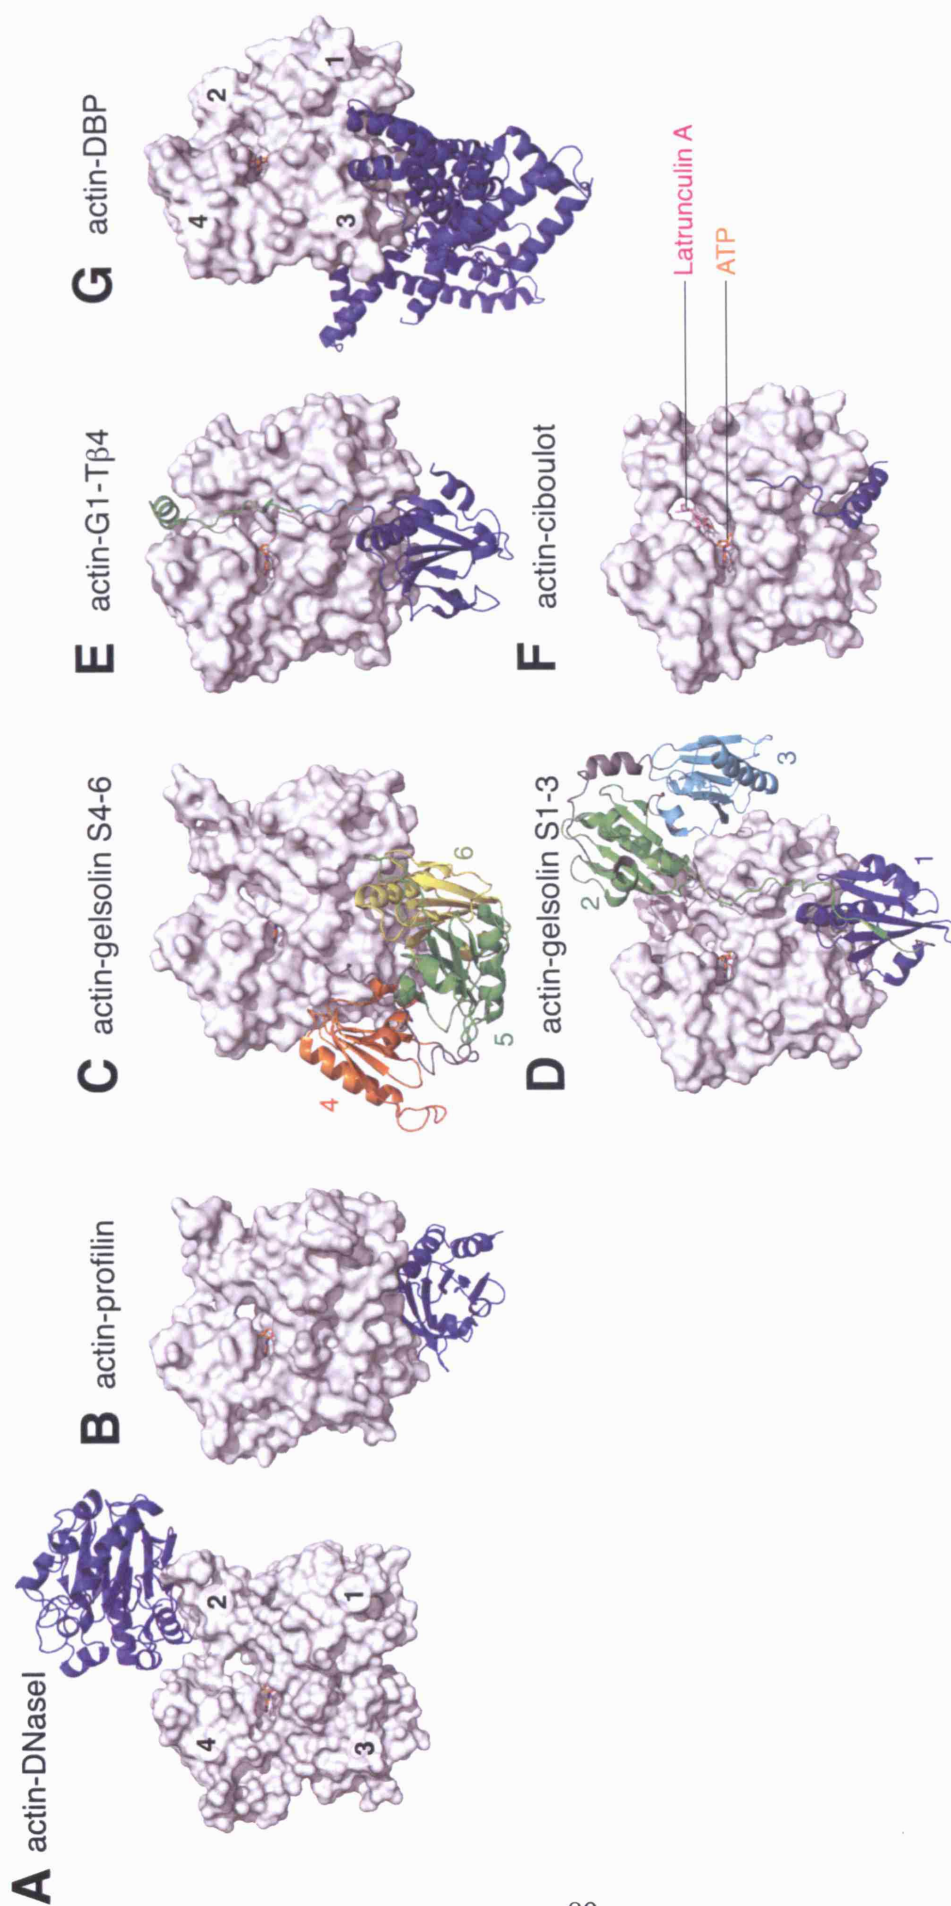 A actin-DNaseI
4
2
3
1
B actin-profilin
C actin-gelsolin S4-6
4
5
6
D actin-gelsolin S1-3
2
3
1
E actin-G1-Tβ4
F actin-ciboulot
Latrunculin A
ATP
G actin-DBP
4
2
3
1